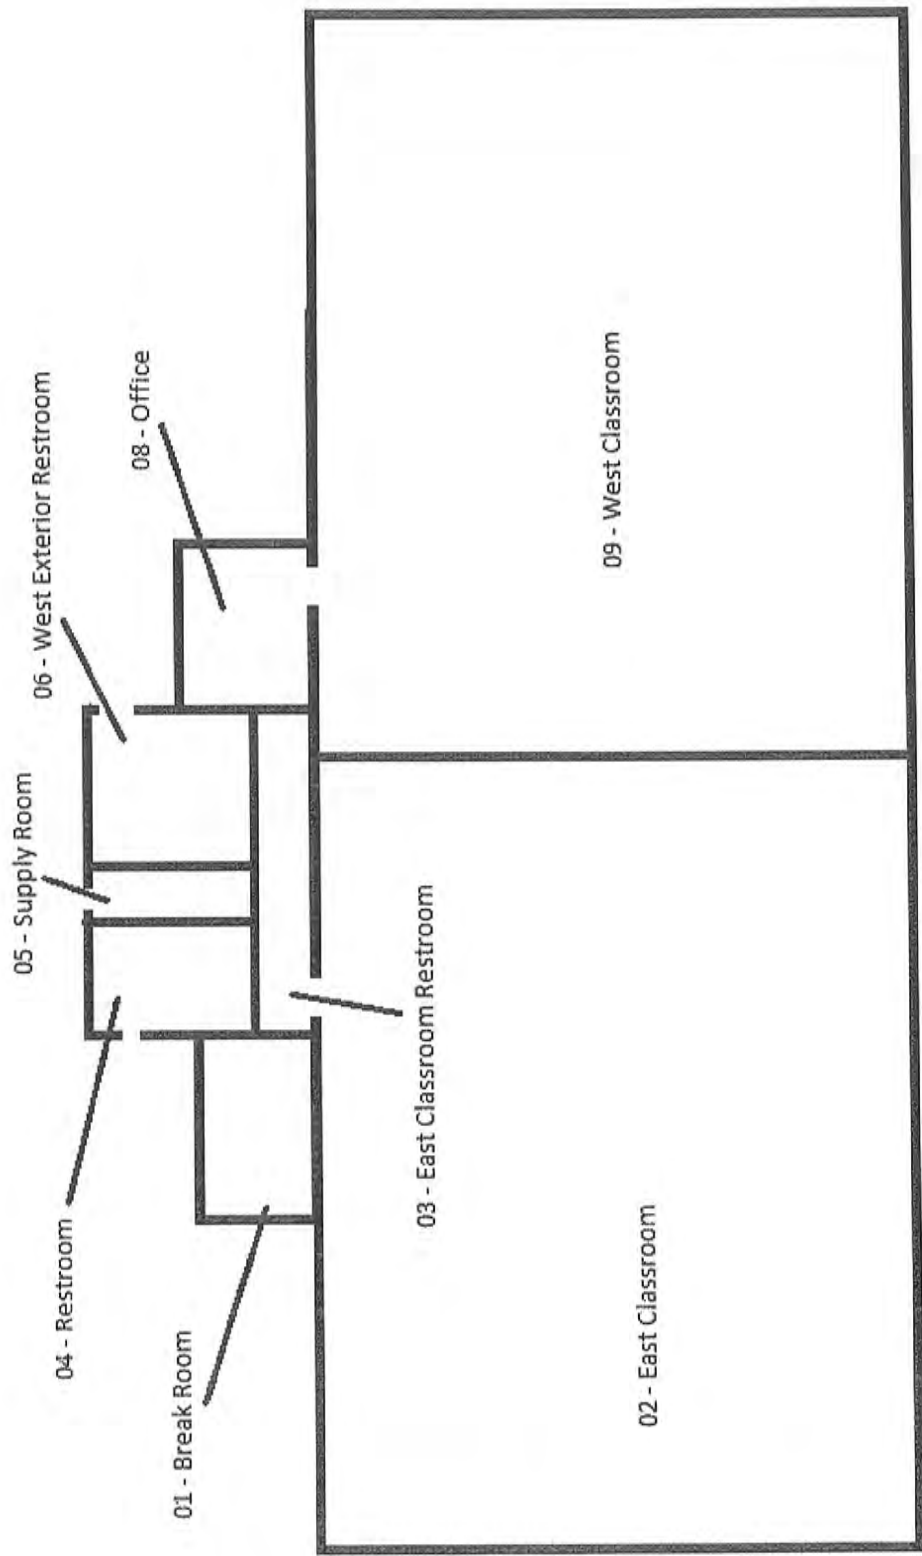 05 - Supply Room
06 - West Exterior Restroom
04 - Restroom
08 - Office
01 - Break Room
03 - East Classroom Restroom
09 - West Classroom
02 - East Classroom